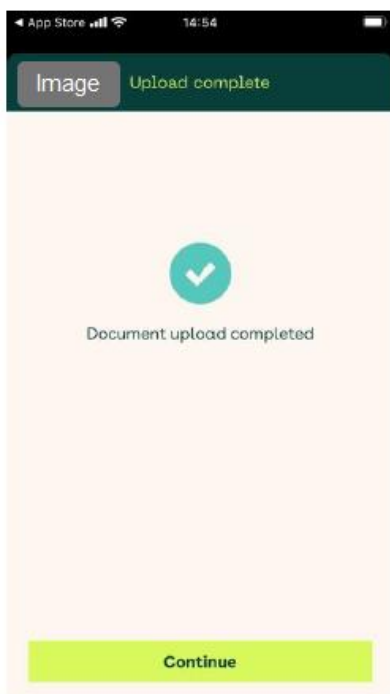 ◀ App Store 14:54
Image Upload complete
Document upload completed
Continue